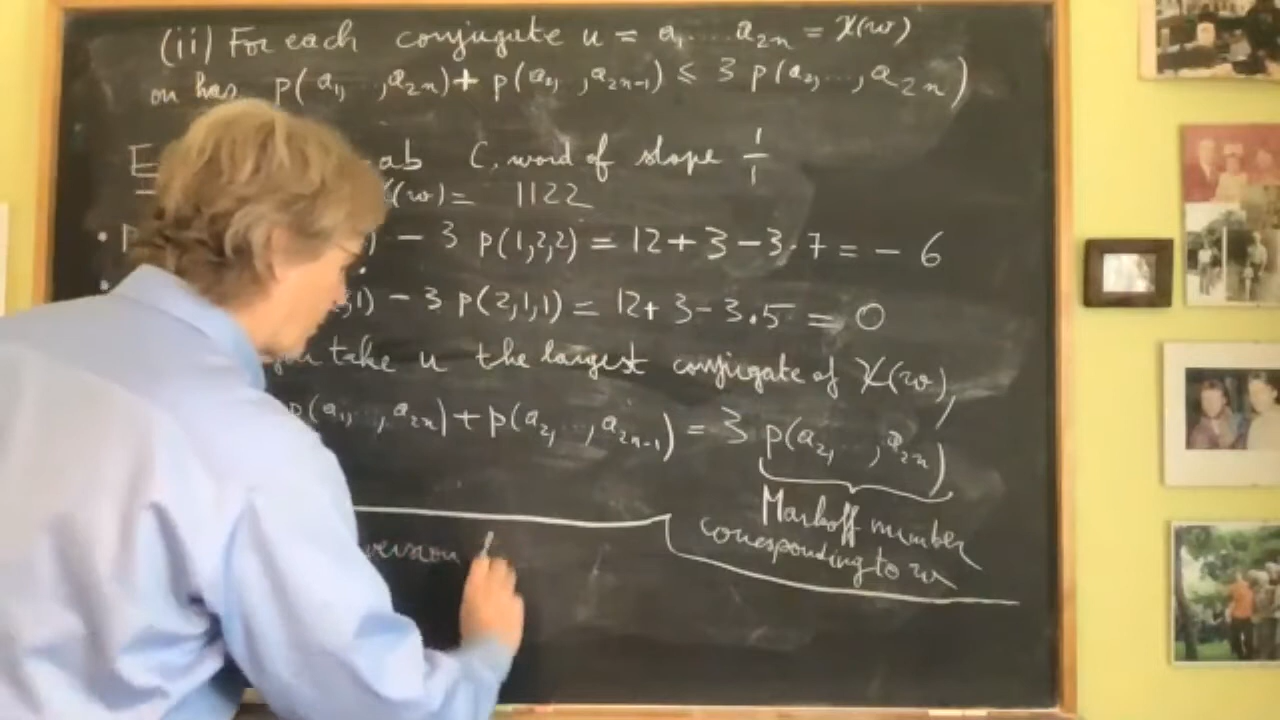 (ii) For each conjugate u = a₁ … a₂ₙ = χ(w)
on has p(a₁, …, a₂ₙ) + p(a₂, …, a₂ₙ₋₁) ≤ 3 p(a₂, …, a₂ₙ)
ab C. word of slope 1/1
(w) = 1122
) − 3 p(1,2,2) = 12+3−3.7 = −6
1) − 3 p(2,1,1) = 12+3−3.5 = 0
take u the largest conjugate of χ(w),
p(a₁, …, a₂ₙ) + p(a₂, …, a₂ₙ₋₁) = 3 p(a₂, …, a₂ₙ)
Markoff number
corresponding to w
version